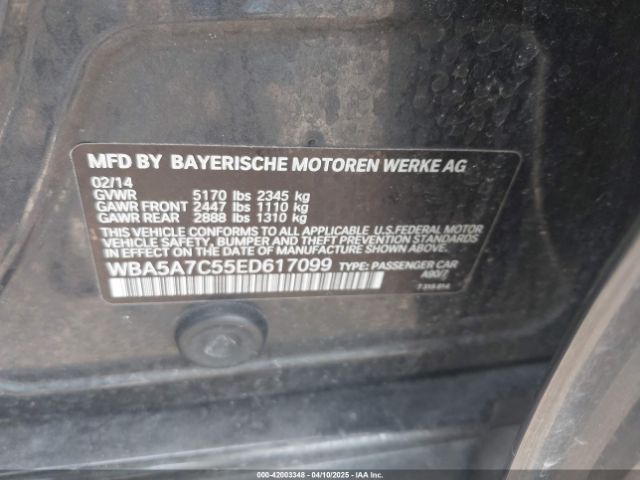 MFD BY BAYERISCHE MOTOREN WERKE AG
02/14
GVWR 5170 lbs 2345 kg
GAWR FRONT 2447 lbs 1110 kg
GAWR REAR 2888 lbs 1310 kg
THIS VEHICLE CONFORMS TO ALL APPLICABLE U.S.FEDERAL MOTOR
VEHICLE SAFETY, BUMPER AND THEFT PREVENTION STANDARDS
IN EFFECT ON THE DATE OF MANUFACTURE SHOWN ABOVE.
WBA5A7C55ED617099 TYPE: PASSENGER CAR
000-42003348 - 04/10/2025 - IAA, Inc.